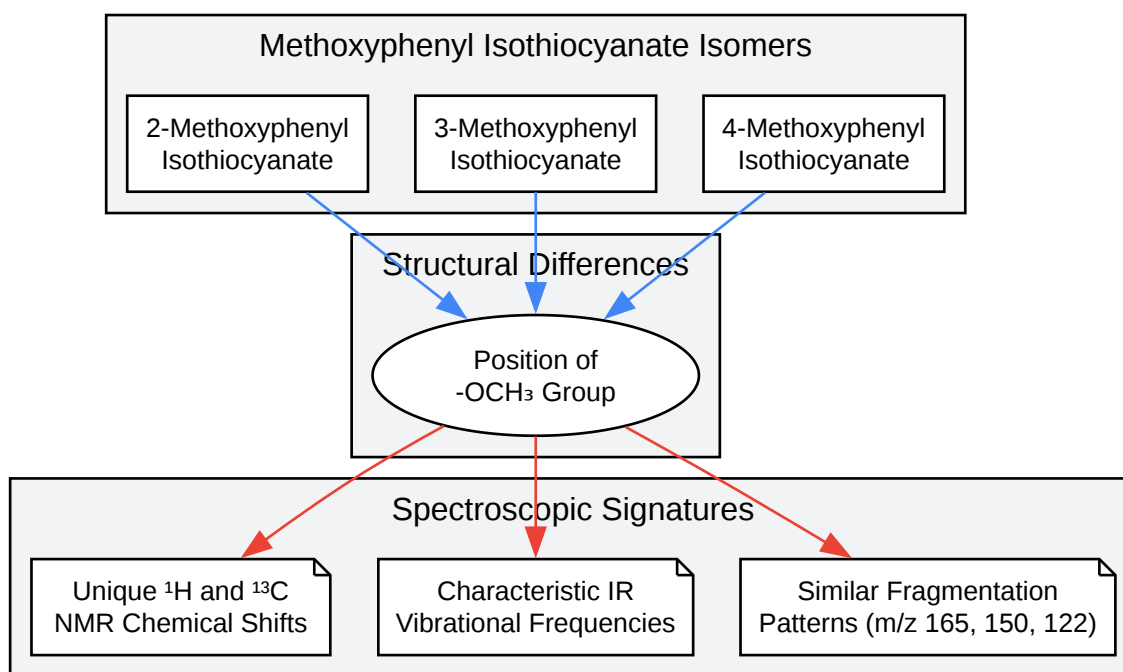 Methoxyphenyl Isothiocyanate Isomers
2-Methoxyphenyl
Isothiocyanate
3-Methoxyphenyl
Isothiocyanate
4-Methoxyphenyl
Isothiocyanate
Structural Differences
Position of
-OCH₃ Group
Spectroscopic Signatures
Unique ¹H and ¹³C
NMR Chemical Shifts
Characteristic IR
Vibrational Frequencies
Similar Fragmentation
Patterns (m/z 165, 150, 122)